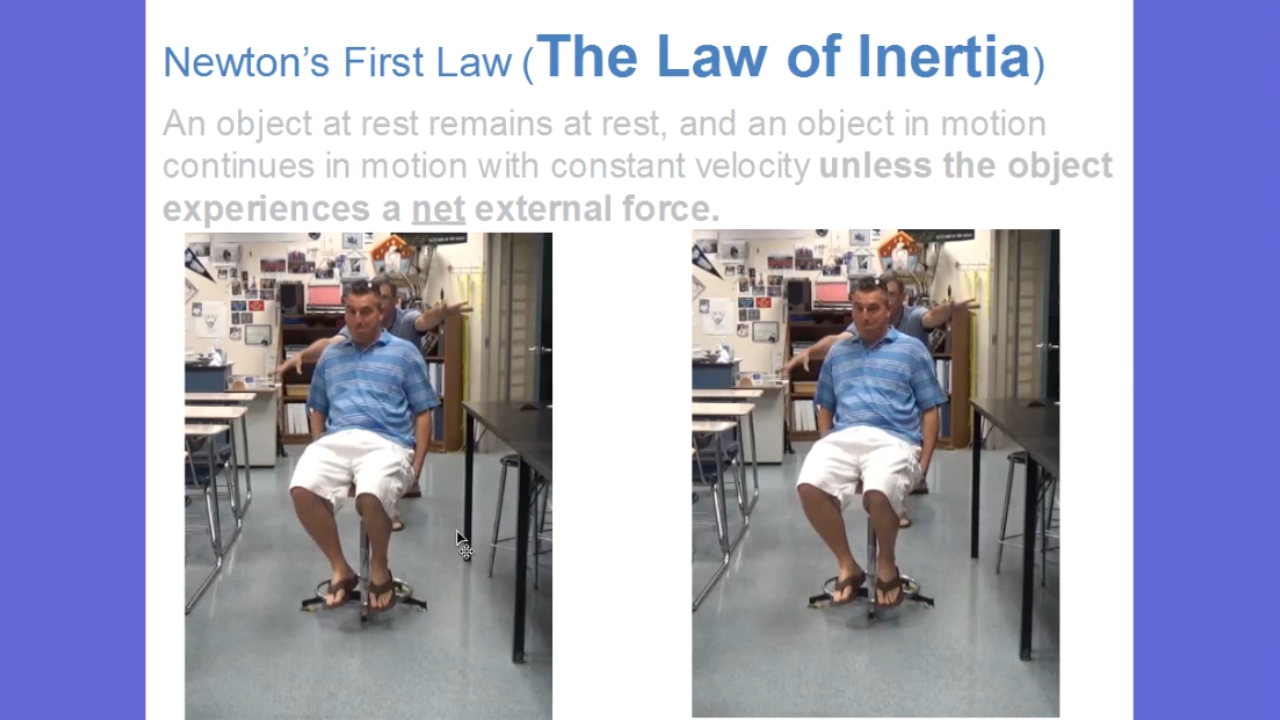 Newton’s First Law (The Law of Inertia)
An object at rest remains at rest, and an object in motion
continues in motion with constant velocity unless the object
experiences a net external force.